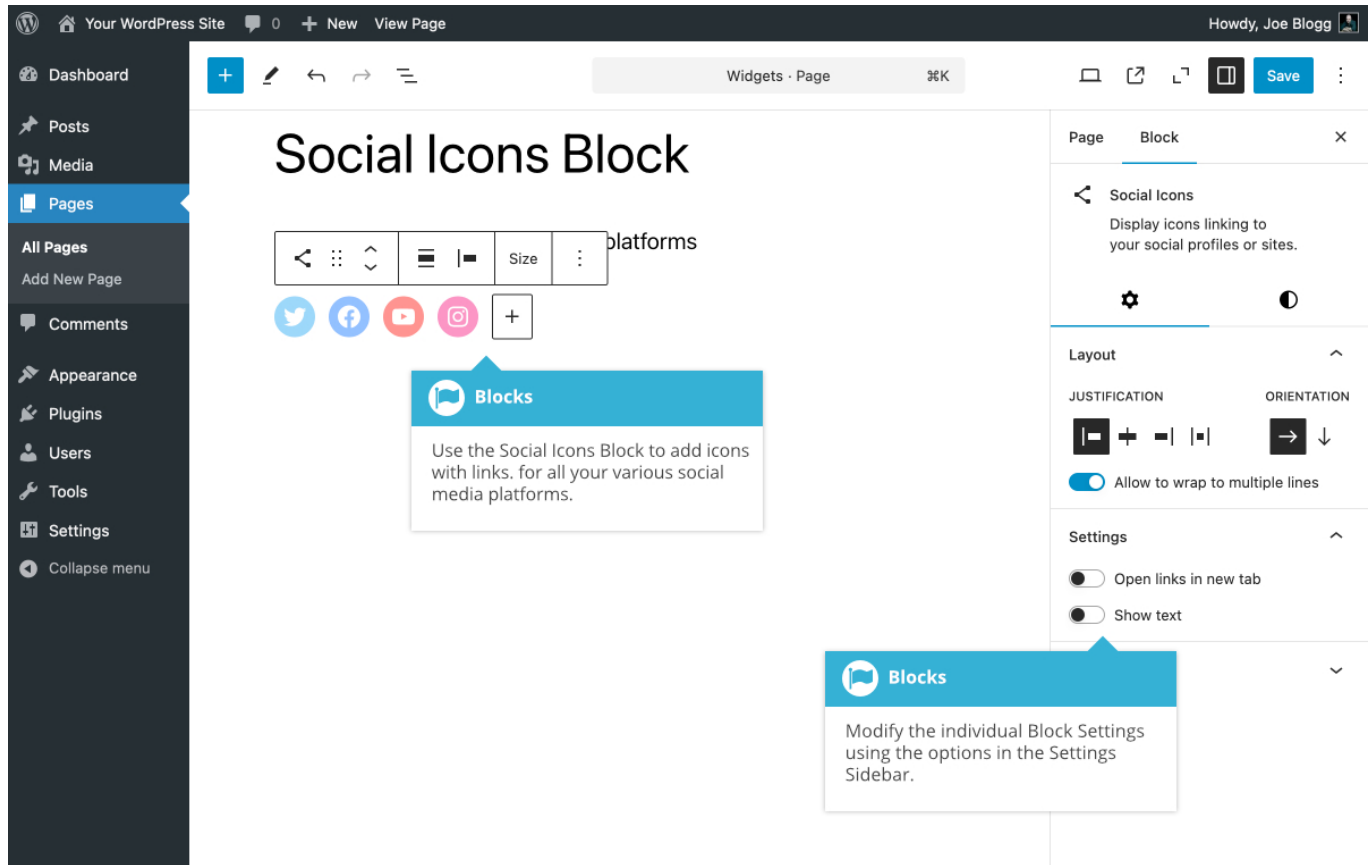 Your WordPress Site 0 New View Page Howdy, Joe Blogg
Dashboard
Posts
Media
Pages
All Pages
Add New Page
Comments
Appearance
Plugins
Users
Tools
Settings
Collapse menu
Widgets · Page ⌘K
Save
Social Icons Block
platforms
Size
Blocks
Use the Social Icons Block to add icons
with links. for all your various social
media platforms.
Page Block
Social Icons
Display icons linking to
your social profiles or sites.
Layout
JUSTIFICATION ORIENTATION
Allow to wrap to multiple lines
Settings
Open links in new tab
Show text
Blocks
Modify the individual Block Settings
using the options in the Settings
Sidebar.